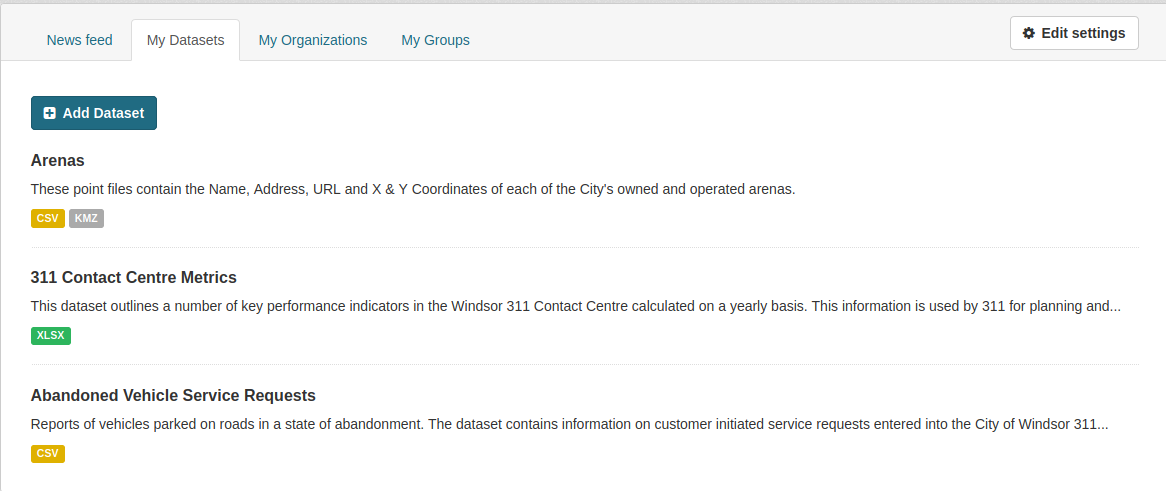 News feed My Datasets My Organizations My Groups Edit settings
Add Dataset
Arenas
These point files contain the Name, Address, URL and X & Y Coordinates of each of the City's owned and operated arenas.
CSV KMZ
311 Contact Centre Metrics
This dataset outlines a number of key performance indicators in the Windsor 311 Contact Centre calculated on a yearly basis. This information is used by 311 for planning and...
XLSX
Abandoned Vehicle Service Requests
Reports of vehicles parked on roads in a state of abandonment. The dataset contains information on customer initiated service requests entered into the City of Windsor 311...
CSV